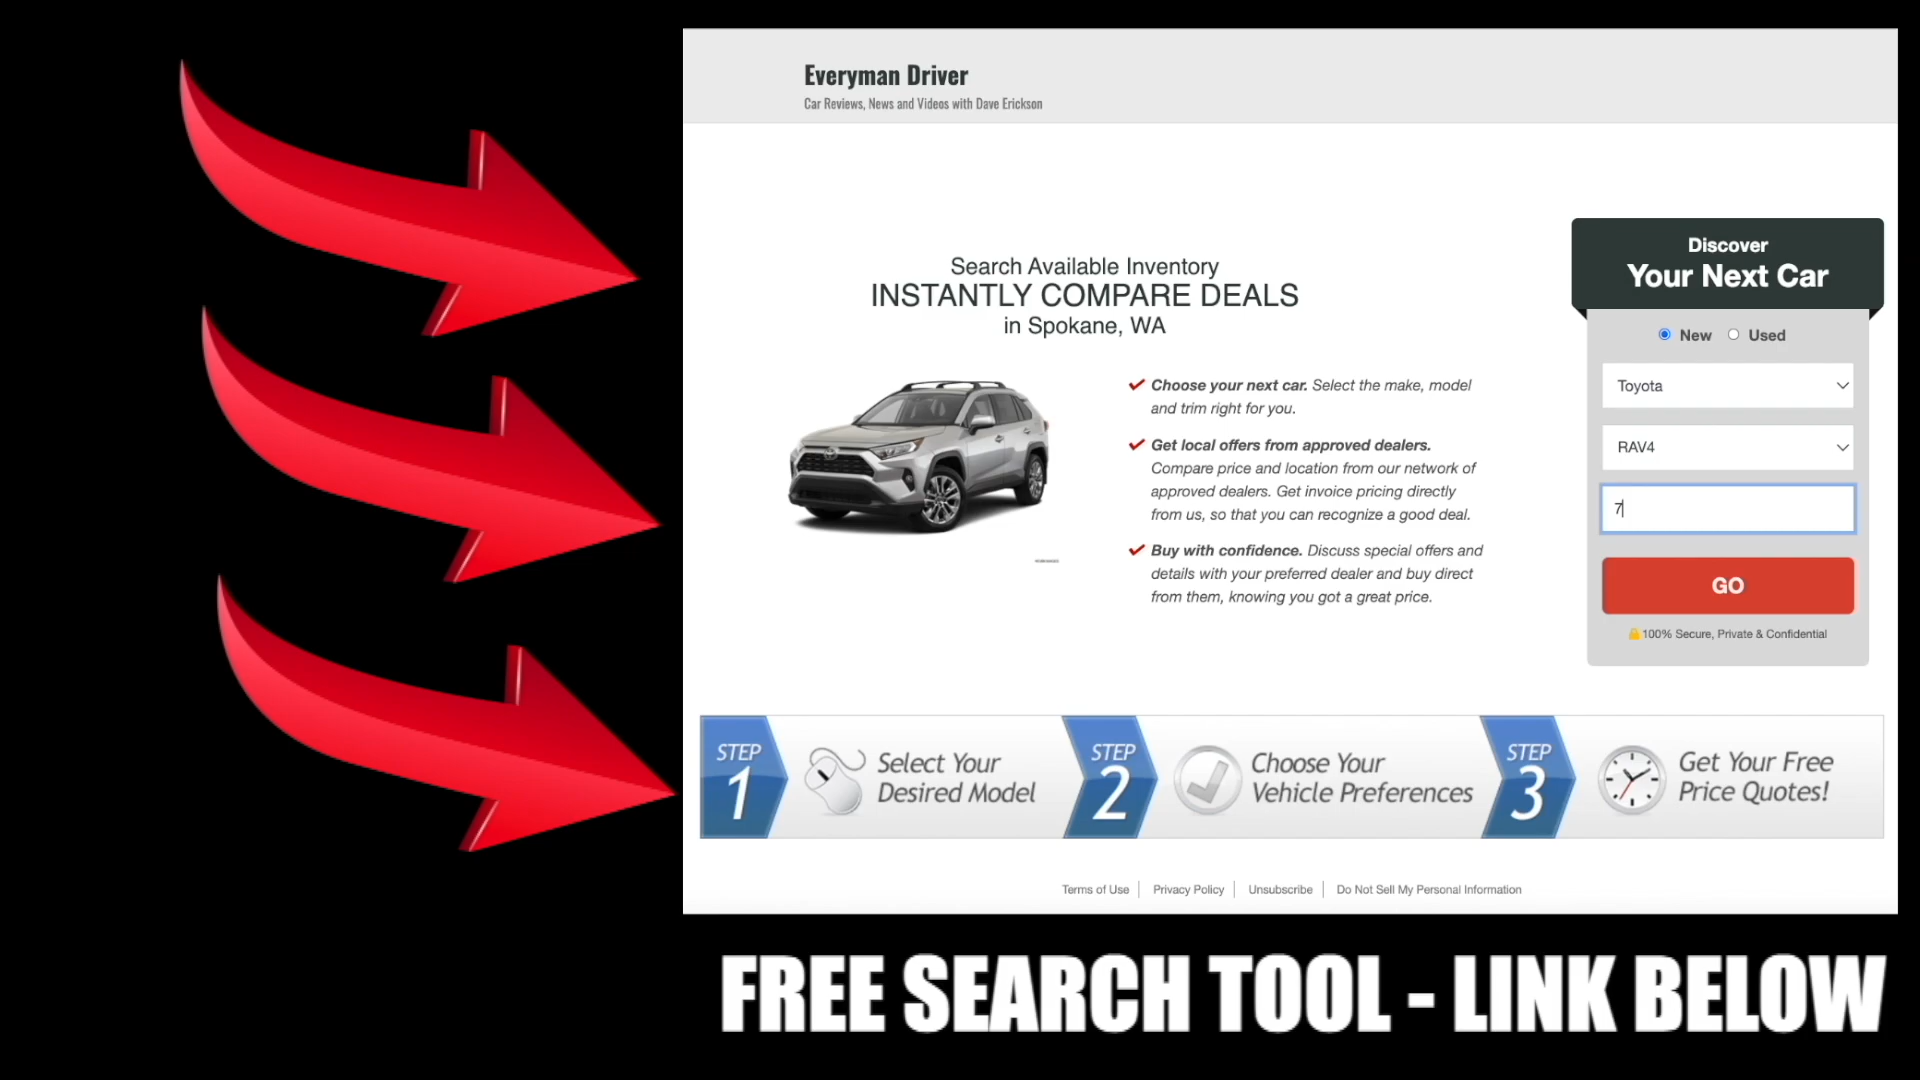 Everyman Driver
Car Reviews, News and Videos with Dave Erickson
Search Available Inventory
INSTANTLY COMPARE DEALS
in Spokane, WA
Choose your next car. Select the make, model
and trim right for you.
Get local offers from approved dealers.
Compare price and location from our network of
approved dealers. Get invoice pricing directly
from us, so that you can recognize a good deal.
Buy with confidence. Discuss special offers and
details with your preferred dealer and buy direct
from them, knowing you got a great price.
Discover
Your Next Car
New Used
Toyota
RAV4
7
GO
100% Secure, Private & Confidential
STEP
1
Select Your
Desired Model
STEP
2
Choose Your
Vehicle Preferences
STEP
3
Get Your Free
Price Quotes!
Terms of Use
Privacy Policy
Unsubscribe
Do Not Sell My Personal Information
FREE SEARCH TOOL - LINK BELOW